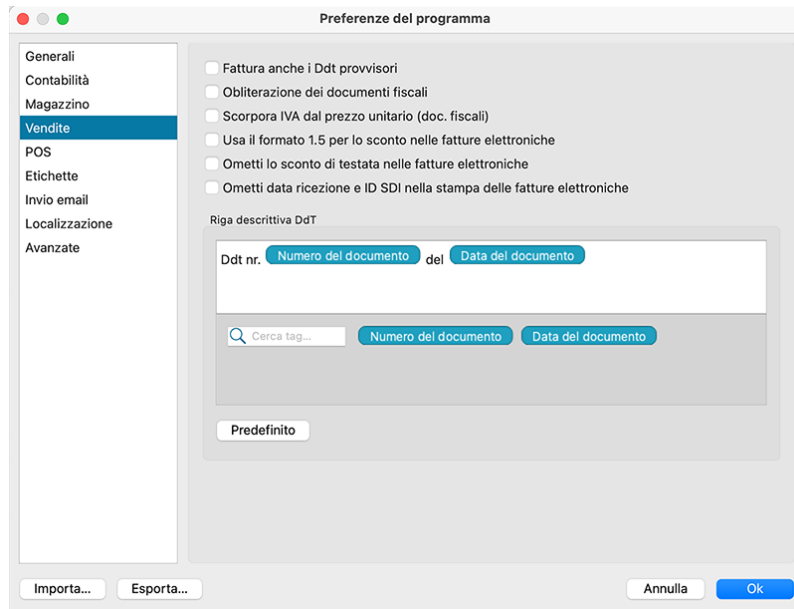 Preferenze del programma
Generali
Contabilità
Magazzino
Vendite
POS
Etichette
Invio email
Localizzazione
Avanzate
Fattura anche i Ddt provvisori
Obliterazione dei documenti fiscali
Scorpora IVA dal prezzo unitario (doc. fiscali)
Usa il formato 1.5 per lo sconto nelle fatture elettroniche
Ometti lo sconto di testata nelle fatture elettroniche
Ometti data ricezione e ID SDI nella stampa delle fatture elettroniche
Riga descrittiva DdT
Ddt nr. Numero del documento del Data del documento
Cerca tag... Numero del documento Data del documento
Predefinito
Importa... Esporta... Annulla Ok